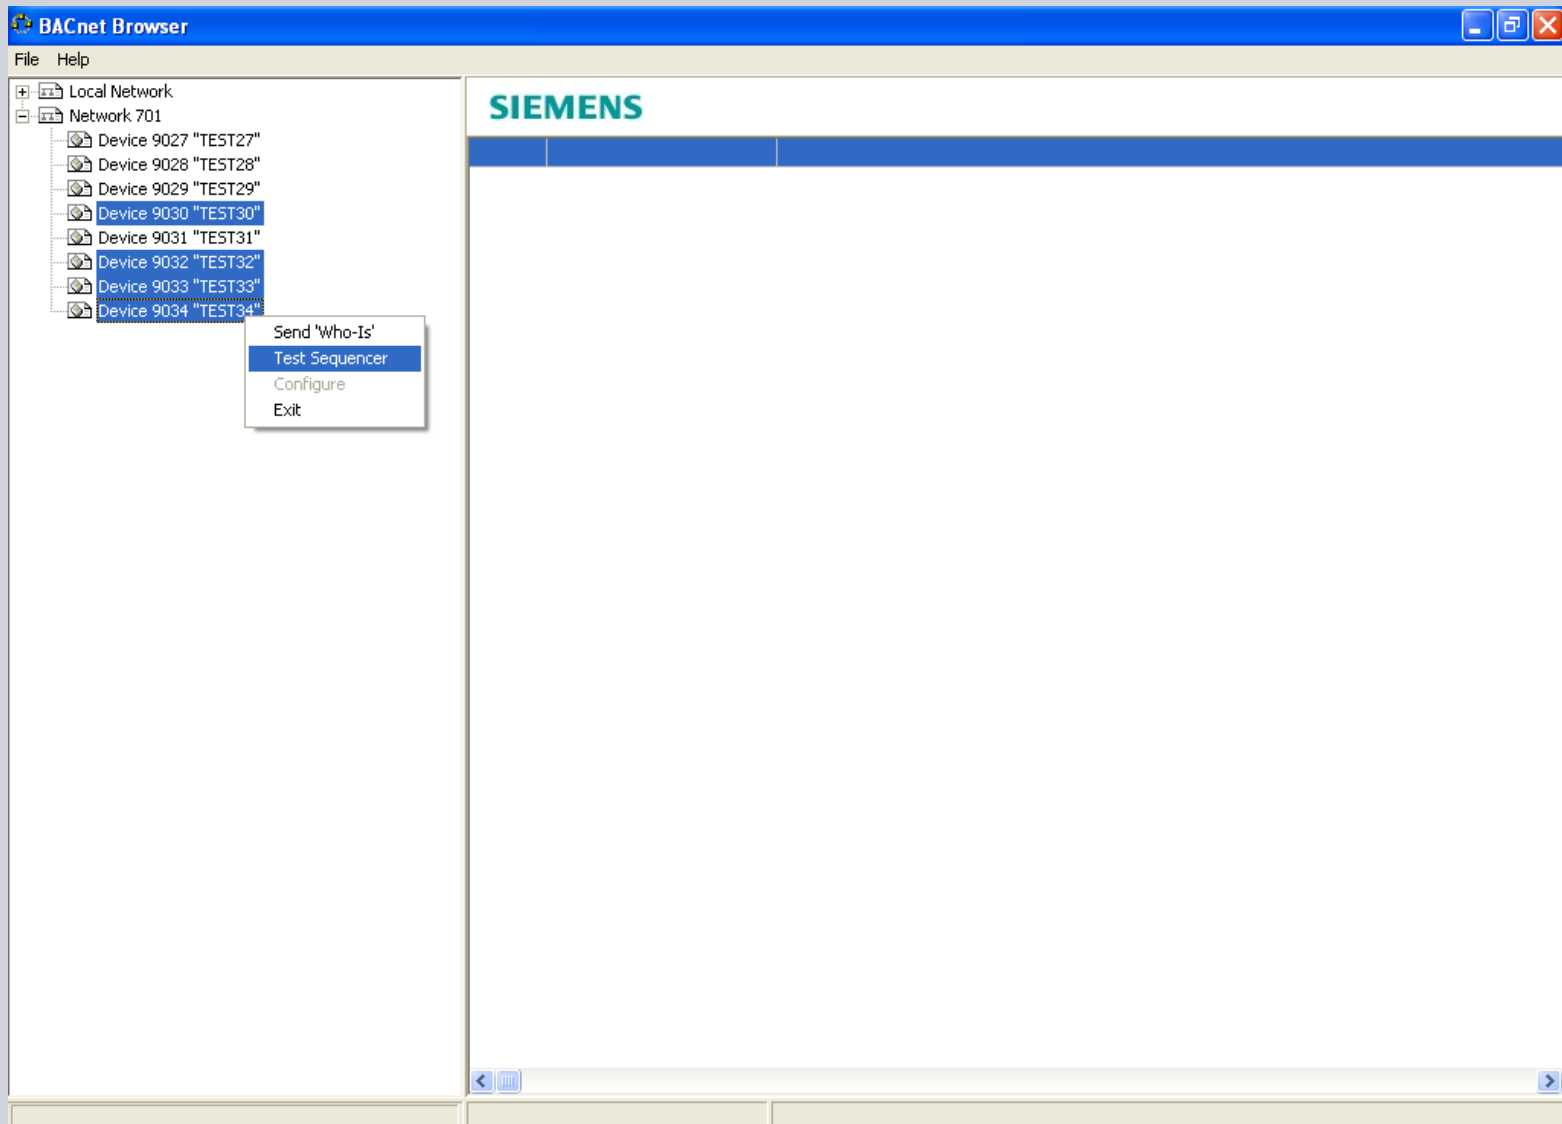 BACnet Browser
File Help
Local Network
Network 701
Device 9027 "TEST27"
Device 9028 "TEST28"
Device 9029 "TEST29"
Device 9030 "TEST30"
Device 9031 "TEST31"
Device 9032 "TEST32"
Device 9033 "TEST33"
Device 9034 "TEST34"
Send 'Who-Is'
Test Sequencer
Configure
Exit
SIEMENS